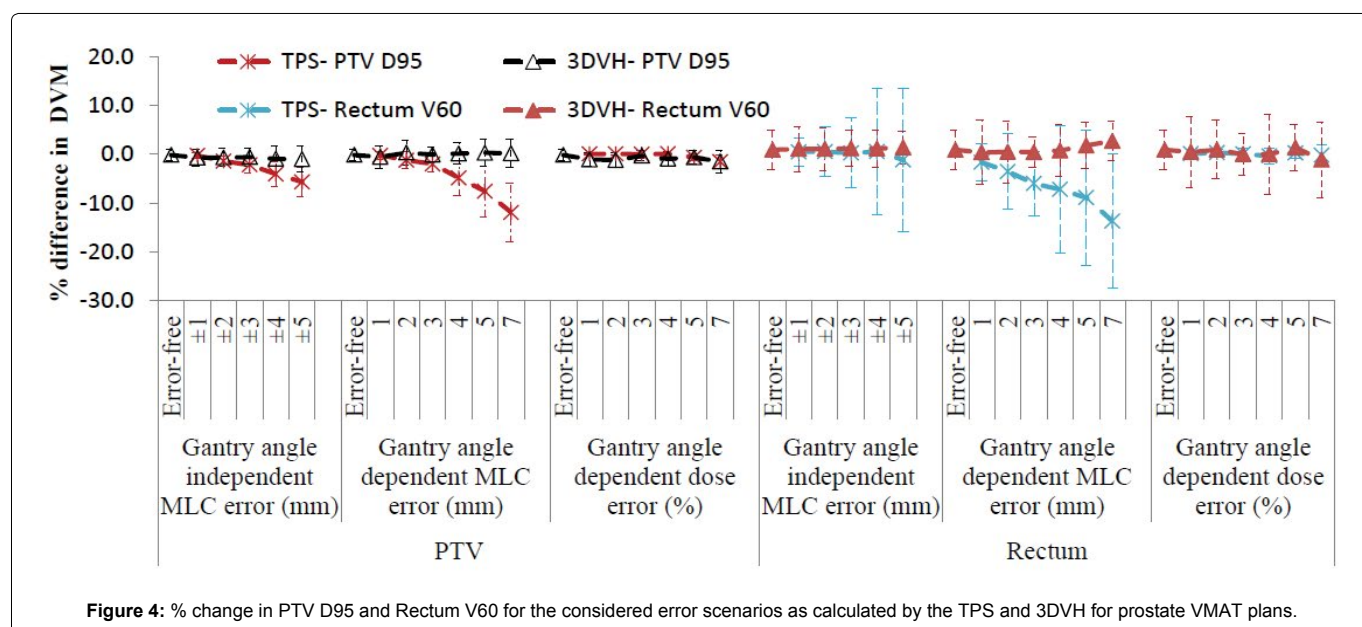 TPS- PTV D95 3DVH- PTV D95
TPS- Rectum V60 3DVH- Rectum V60
% difference in DVM
20.0
10.0
0.0
-10.0
-20.0
-30.0
Error-free ±1 ±2 ±3 ±4 ±5 Error-free 1 2 3 4 5 7 Error-free 1 2 3 4 5 7 Error-free ±1 ±2 ±3 ±4 ±5 Error-free 1 2 3 4 5 7 Error-free 1 2 3 4 5 7
Gantry angle independent MLC error (mm)
Gantry angle dependent MLC error (mm)
Gantry angle dependent dose error (%)
Gantry angle independent MLC error (mm)
Gantry angle dependent MLC error (mm)
Gantry angle dependent dose error (%)
PTV Rectum
Figure 4: % change in PTV D95 and Rectum V60 for the considered error scenarios as calculated by the TPS and 3DVH for prostate VMAT plans.